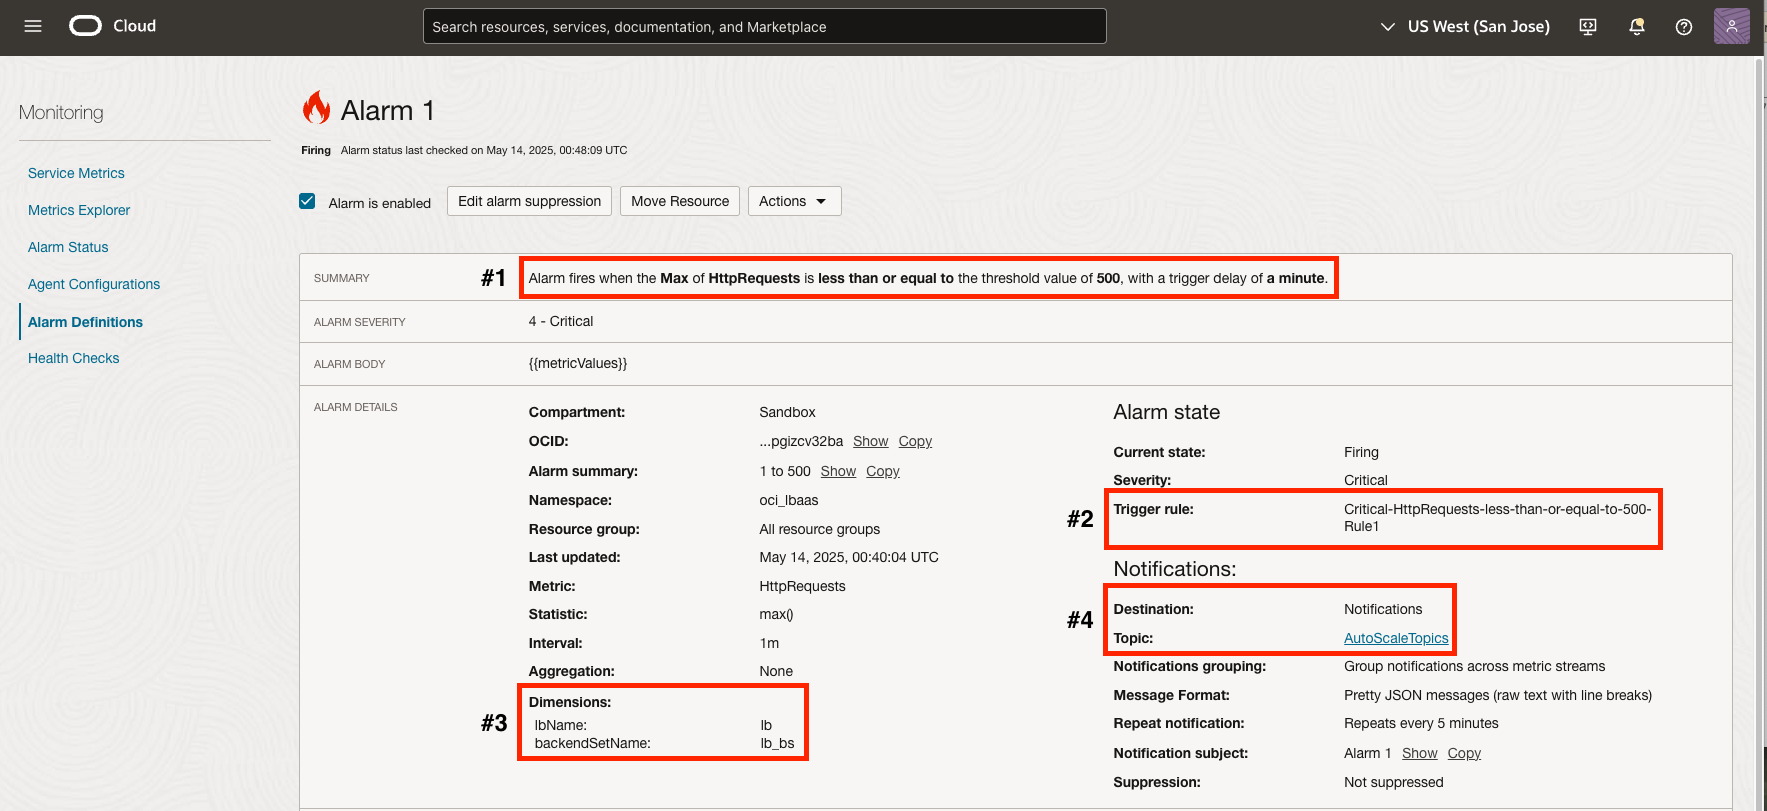 Cloud
Search resources, services, documentation, and Marketplace
US West (San Jose)
Monitoring
Service Metrics
Metrics Explorer
Alarm Status
Agent Configurations
Alarm Definitions
Health Checks
Alarm 1
Firing Alarm status last checked on May 14, 2025, 00:48:09 UTC
Alarm is enabled
Edit alarm suppression
Move Resource
Actions
SUMMARY
#1
Alarm fires when the Max of HttpRequests is less than or equal to the threshold value of 500, with a trigger delay of a minute.
ALARM SEVERITY
4 - Critical
ALARM BODY
{{metricValues}}
ALARM DETAILS
Compartment: Sandbox
OCID: ...pgizcv32ba Show Copy
Alarm summary: 1 to 500 Show Copy
Namespace: oci_lbaas
Resource group: All resource groups
Last updated: May 14, 2025, 00:40:04 UTC
Metric: HttpRequests
Statistic: max()
Interval: 1m
Aggregation: None
#3
Dimensions:
lbName: lb
backendSetName: lb_bs
Alarm state
Current state: Firing
Severity: Critical
#2
Trigger rule: Critical-HttpRequests-less-than-or-equal-to-500-
Rule1
Notifications:
#4
Destination: Notifications
Topic: AutoScaleTopics
Notifications grouping: Group notifications across metric streams
Message Format: Pretty JSON messages (raw text with line breaks)
Repeat notification: Repeats every 5 minutes
Notification subject: Alarm 1 Show Copy
Suppression: Not suppressed